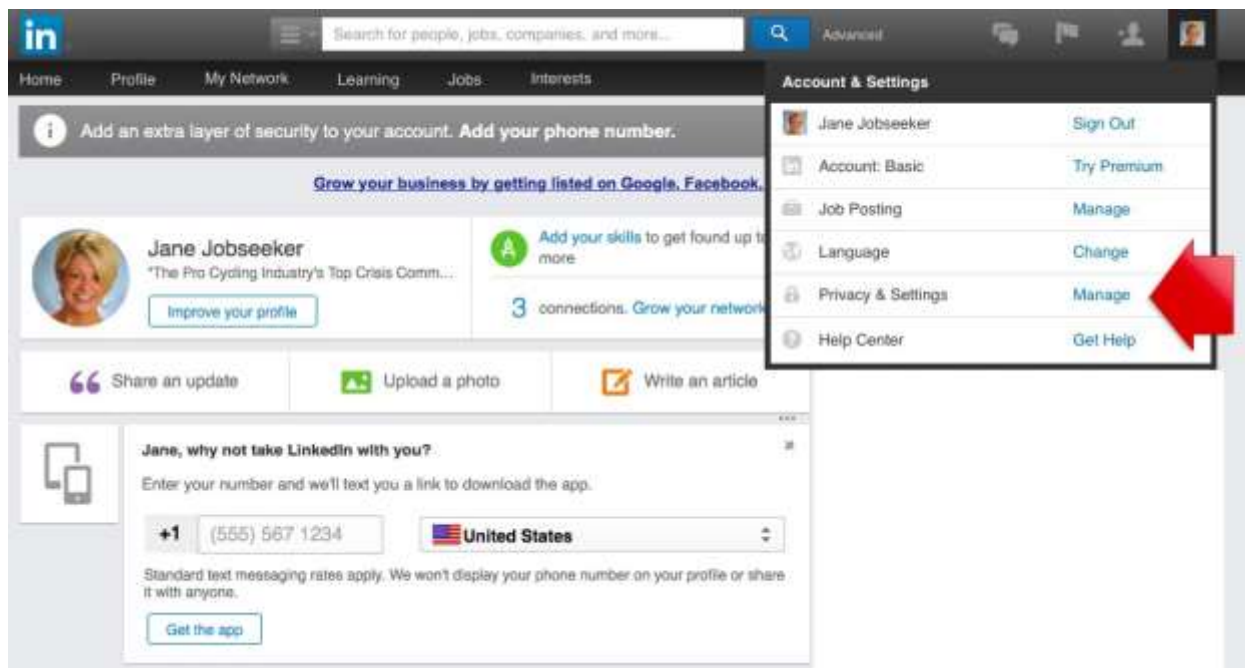 in
Search for people, jobs, companies, and more...
Advanced
Home Profile My Network Learning Jobs Interests
Account & Settings
Jane Jobseeker Sign Out
Account: Basic Try Premium
Job Posting Manage
Language Change
Privacy & Settings Manage
Help Center Get Help
Add an extra layer of security to your account. Add your phone number.
Grow your business by getting listed on Google, Facebook,
Jane Jobseeker
"The Pro Cycling Industry's Top Crisis Comm...
Improve your profile
Add your skills to get found up to
more
3 connections. Grow your network
Share an update
Upload a photo
Write an article
Jane, why not take LinkedIn with you?
Enter your number and we'll text you a link to download the app.
+1 (555) 567 1234 United States
Standard text messaging rates apply. We won't display your phone number on your profile or share
it with anyone.
Get the app